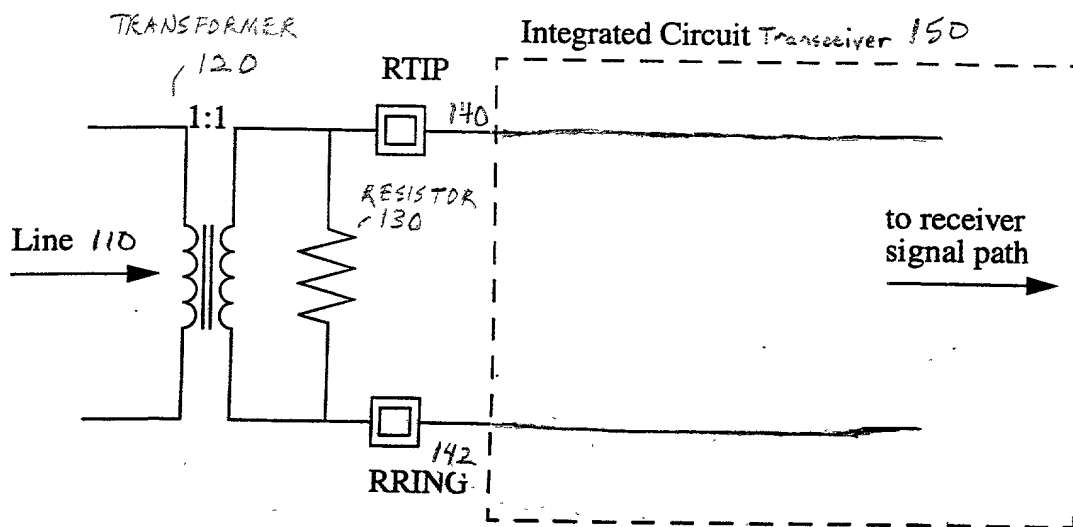 TRANSFORMER
120
1:1
RTIP
140
Integrated Circuit Transceiver 150
RESISTOR
130
Line 110
to receiver
signal path
142
RRING